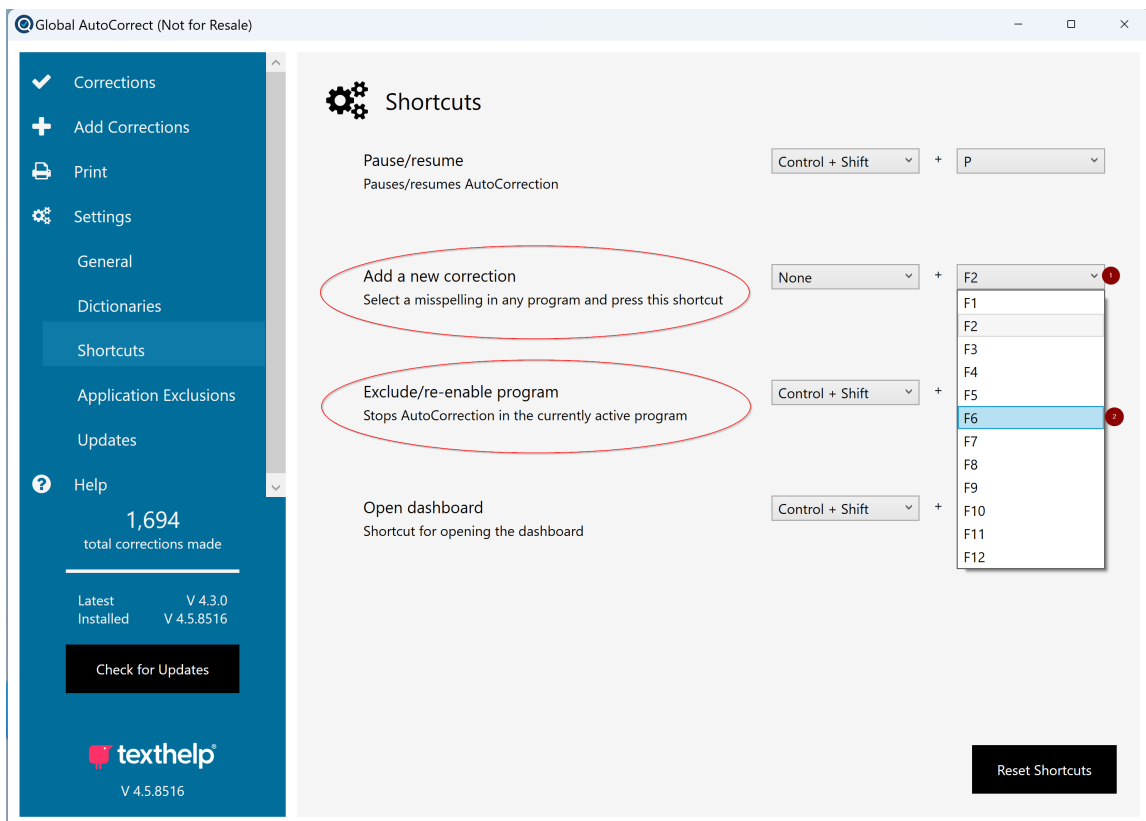 Global AutoCorrect (Not for Resale)
Corrections
Add Corrections
Print
Settings
General
Dictionaries
Shortcuts
Application Exclusions
Updates
Help
1,694
total corrections made
Latest V 4.3.0
Installed V 4.5.8516
Check for Updates
texthelp®
V 4.5.8516
Shortcuts
Pause/resume
Control + Shift + P
Pauses/resumes AutoCorrection
Add a new correction
None + F2 1
Select a misspelling in any program and press this shortcut
F1
F2
F3
F4
F5
F6 2
F7
F8
F9
F10
F11
F12
Exclude/re-enable program
Control + Shift +
Stops AutoCorrection in the currently active program
Open dashboard
Control + Shift +
Shortcut for opening the dashboard
Reset Shortcuts